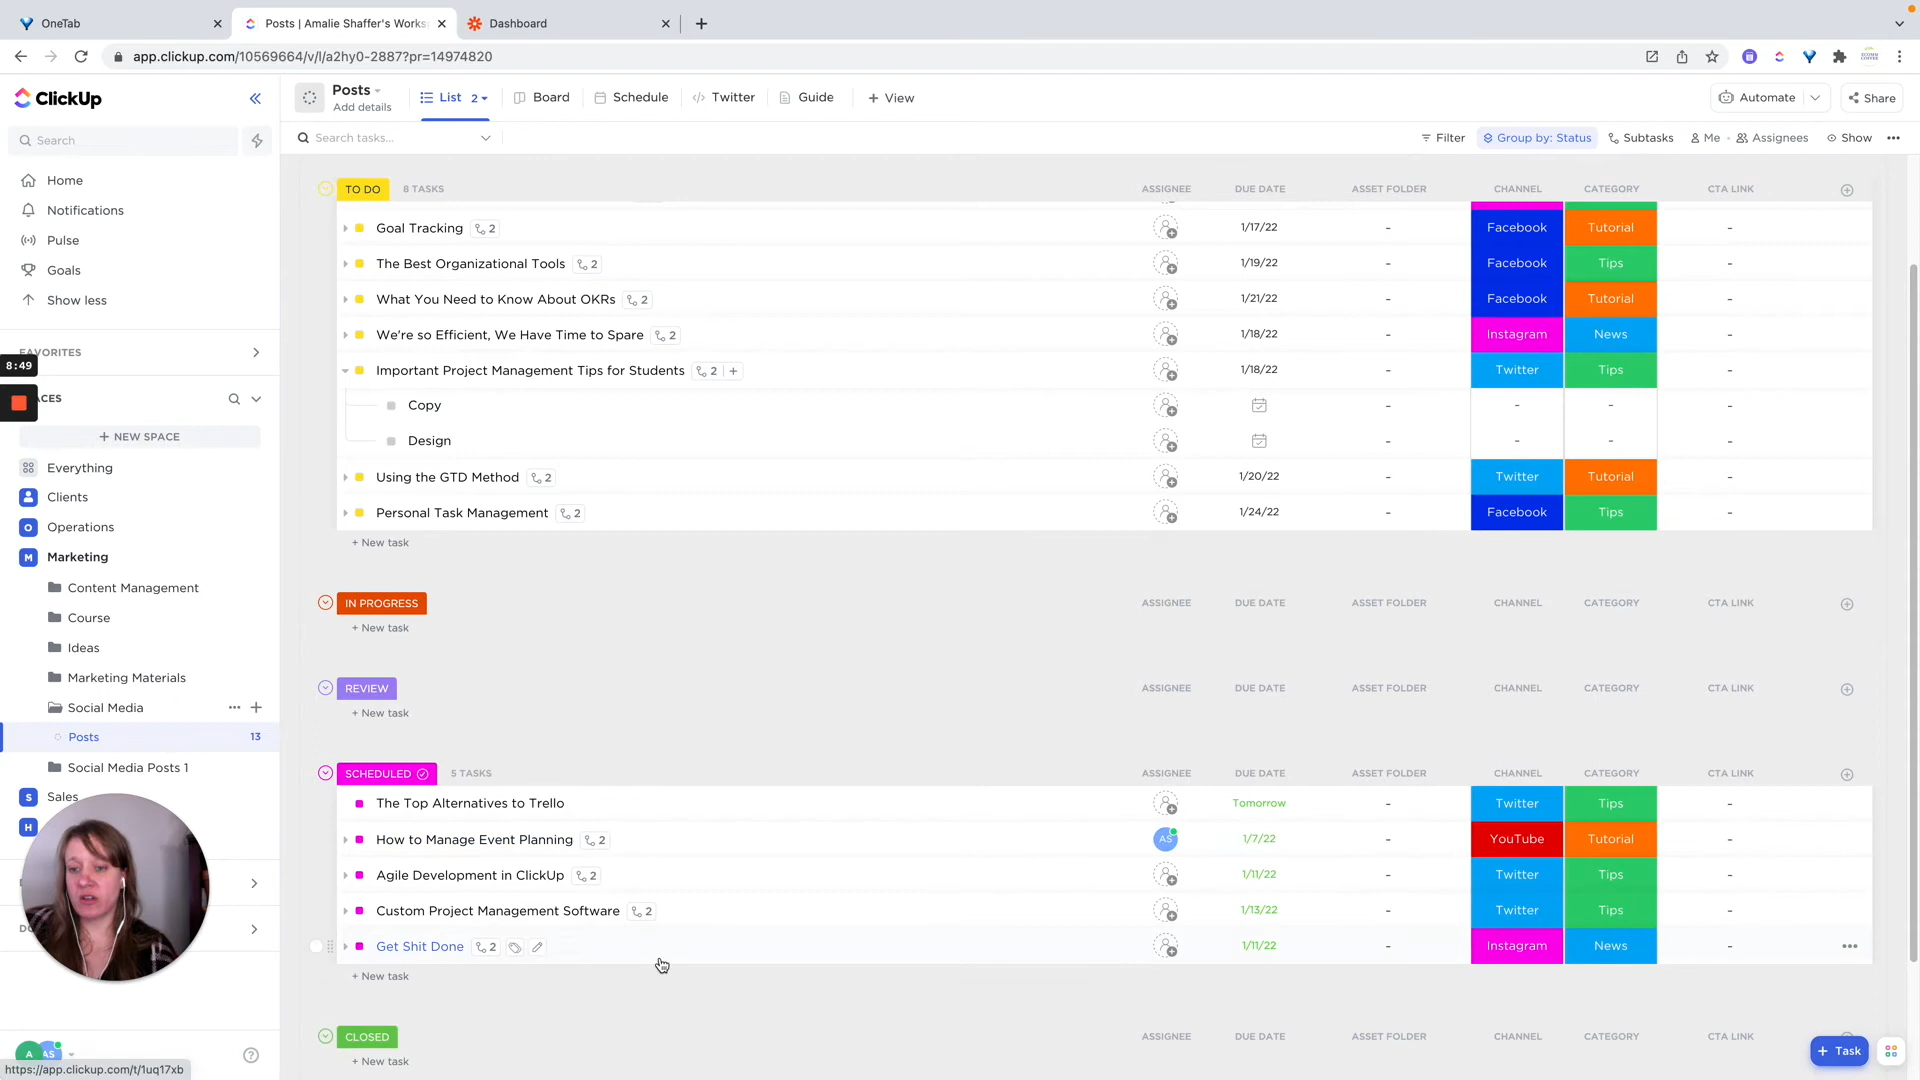 OneTab
Posts | Amalie Shaffer's Works
Dashboard
app.clickup.com/10569664/v/l/a2hy0-2887?pr=14974820
ClickUp
Posts
Add details
List 2
Board
Schedule
Twitter
Guide
+ View
Automate
Share
Search
Search tasks...
Filter
Group by: Status
Subtasks
Me
Assignees
Show
Home
Notifications
Pulse
Goals
Show less
FAVORITES
8:49
ACES
+ NEW SPACE
Everything
Clients
O Operations
M Marketing
Content Management
Course
Ideas
Marketing Materials
Social Media
Posts 13
Social Media Posts 1
S Sales
H
D
DO
A AS
https://app.clickup.com/t/1uq17xb
TO DO 8 TASKS ASSIGNEE DUE DATE ASSET FOLDER CHANNEL CATEGORY CTA LINK
Goal Tracking 2 1/17/22 - Facebook Tutorial -
The Best Organizational Tools 2 1/19/22 - Facebook Tips -
What You Need to Know About OKRs 2 1/21/22 - Facebook Tutorial -
We're so Efficient, We Have Time to Spare 2 1/18/22 - Instagram News -
Important Project Management Tips for Students 2 + 1/18/22 - Twitter Tips -
Copy - - - -
Design - - - -
Using the GTD Method 2 1/20/22 - Twitter Tutorial -
Personal Task Management 2 1/24/22 - Facebook Tips -
+ New task
IN PROGRESS ASSIGNEE DUE DATE ASSET FOLDER CHANNEL CATEGORY CTA LINK
+ New task
REVIEW ASSIGNEE DUE DATE ASSET FOLDER CHANNEL CATEGORY CTA LINK
+ New task
SCHEDULED 5 TASKS ASSIGNEE DUE DATE ASSET FOLDER CHANNEL CATEGORY CTA LINK
The Top Alternatives to Trello Tomorrow - Twitter Tips -
How to Manage Event Planning 2 AS 1/7/22 - YouTube Tutorial -
Agile Development in ClickUp 2 1/11/22 - Twitter Tips -
Custom Project Management Software 2 1/13/22 - Twitter Tips -
Get Shit Done 2 1/11/22 - Instagram News -
+ New task
CLOSED ASSIGNEE DUE DATE ASSET FOLDER CHANNEL CATEGORY CTA LINK
+ New task
+ Task